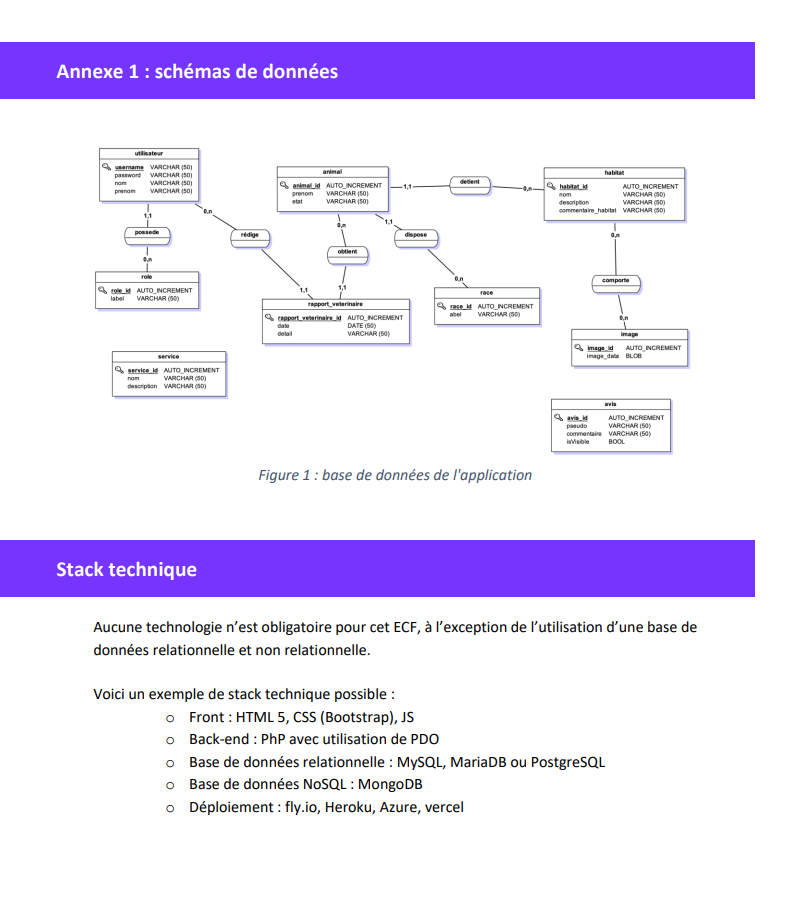 Annexe 1 : schémas de données
utilisateur
username VARCHAR (50)
password VARCHAR (50)
nom VARCHAR (50)
prenom VARCHAR (50)
animal
animal_id AUTO_INCREMENT
prenom VARCHAR (50)
etat VARCHAR (50)
1,1
detient
0,n
habitat
habitat_id AUTO_INCREMENT
nom VARCHAR (50)
description VARCHAR (50)
commentaire_habitat VARCHAR (50)
1,1
possede
0,n
0,n
rédige
1,1
0,n
obtient
1,1
1,1
dispose
0,n
0,n
comporte
0,n
role
role_id AUTO_INCREMENT
label VARCHAR (50)
rapport_veterinaire
rapport_veterinaire_id AUTO_INCREMENT
date DATE (50)
detail VARCHAR (50)
race
race_id AUTO_INCREMENT
abel VARCHAR (50)
image
image_id AUTO_INCREMENT
image_data BLOB
service
service_id AUTO_INCREMENT
nom VARCHAR (50)
description VARCHAR (50)
avis
avis_id AUTO_INCREMENT
pseudo VARCHAR (50)
commentaire VARCHAR (50)
isVisible BOOL
Figure 1 : base de données de l'application
Stack technique
Aucune technologie n’est obligatoire pour cet ECF, à l’exception de l’utilisation d’une base de
données relationnelle et non relationnelle.
Voici un exemple de stack technique possible :
o Front : HTML 5, CSS (Bootstrap), JS
o Back-end : PhP avec utilisation de PDO
o Base de données relationnelle : MySQL, MariaDB ou PostgreSQL
o Base de données NoSQL : MongoDB
o Déploiement : fly.io, Heroku, Azure, vercel